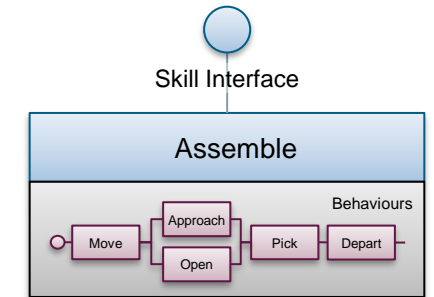 Skill Interface
Assemble
Behaviours
Approach
Move
Pick
Depart
Open